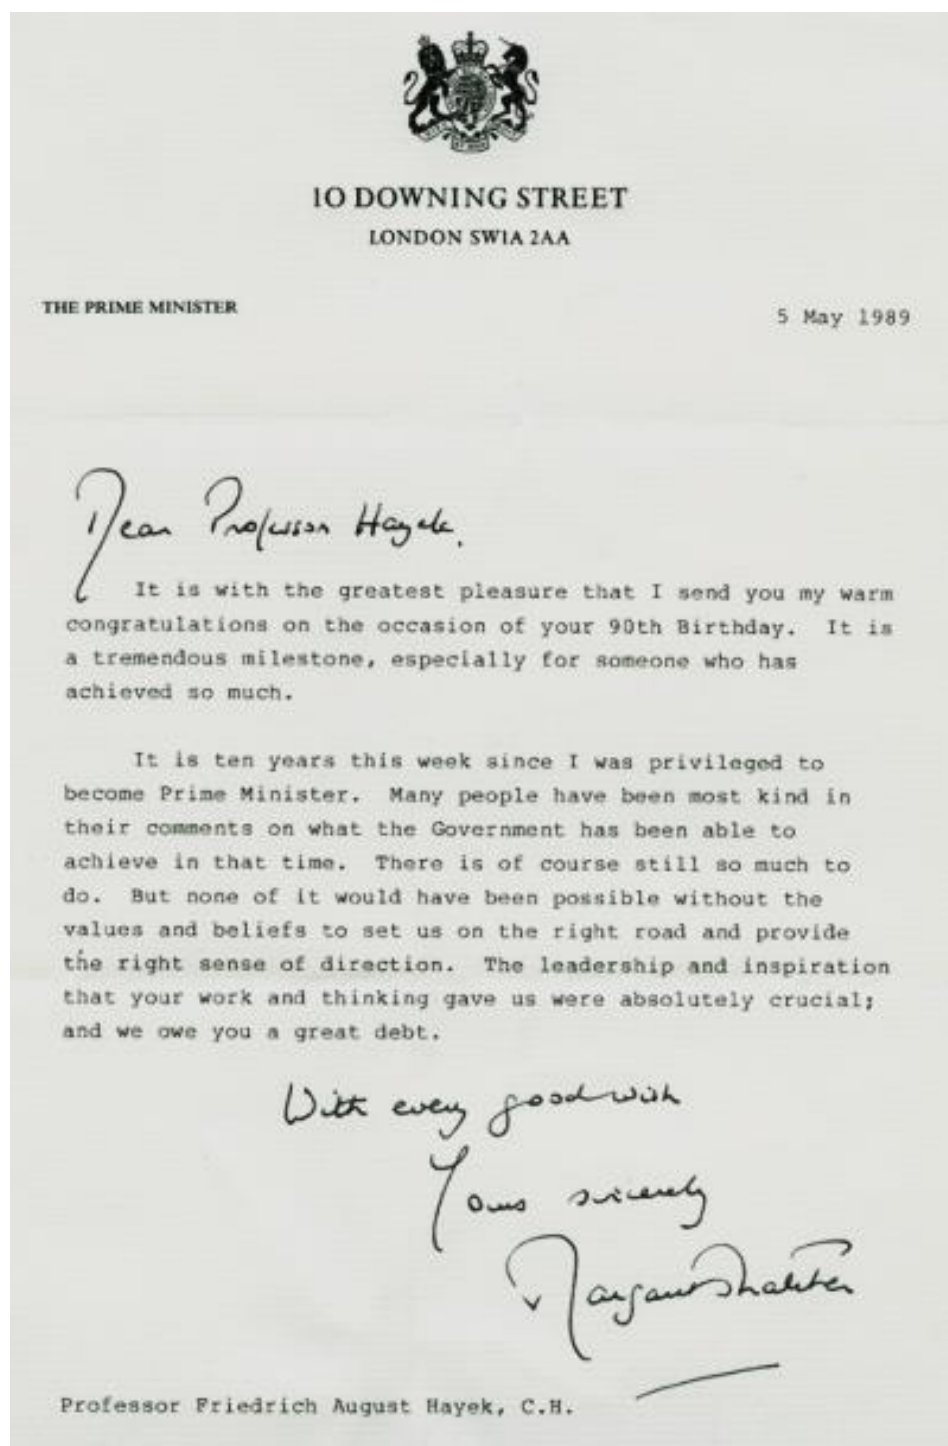 10 DOWNING STREET
LONDON SW1A 2AA
THE PRIME MINISTER
5 May 1989
Dear Professor Hayek.
It is with the greatest pleasure that I send you my warm
congratulations on the occasion of your 90th Birthday. It is
a tremendous milestone, especially for someone who has
achieved so much.
It is ten years this week since I was privileged to
become Prime Minister. Many people have been most kind in
their comments on what the Government has been able to
achieve in that time. There is of course still so much to
do. But none of it would have been possible without the
values and beliefs to set us on the right road and provide
the right sense of direction. The leadership and inspiration
that your work and thinking gave us were absolutely crucial;
and we owe you a great debt.
With every good wish
Yours sincerely
Margaret Thatcher
Professor Friedrich August Hayek, C.H.